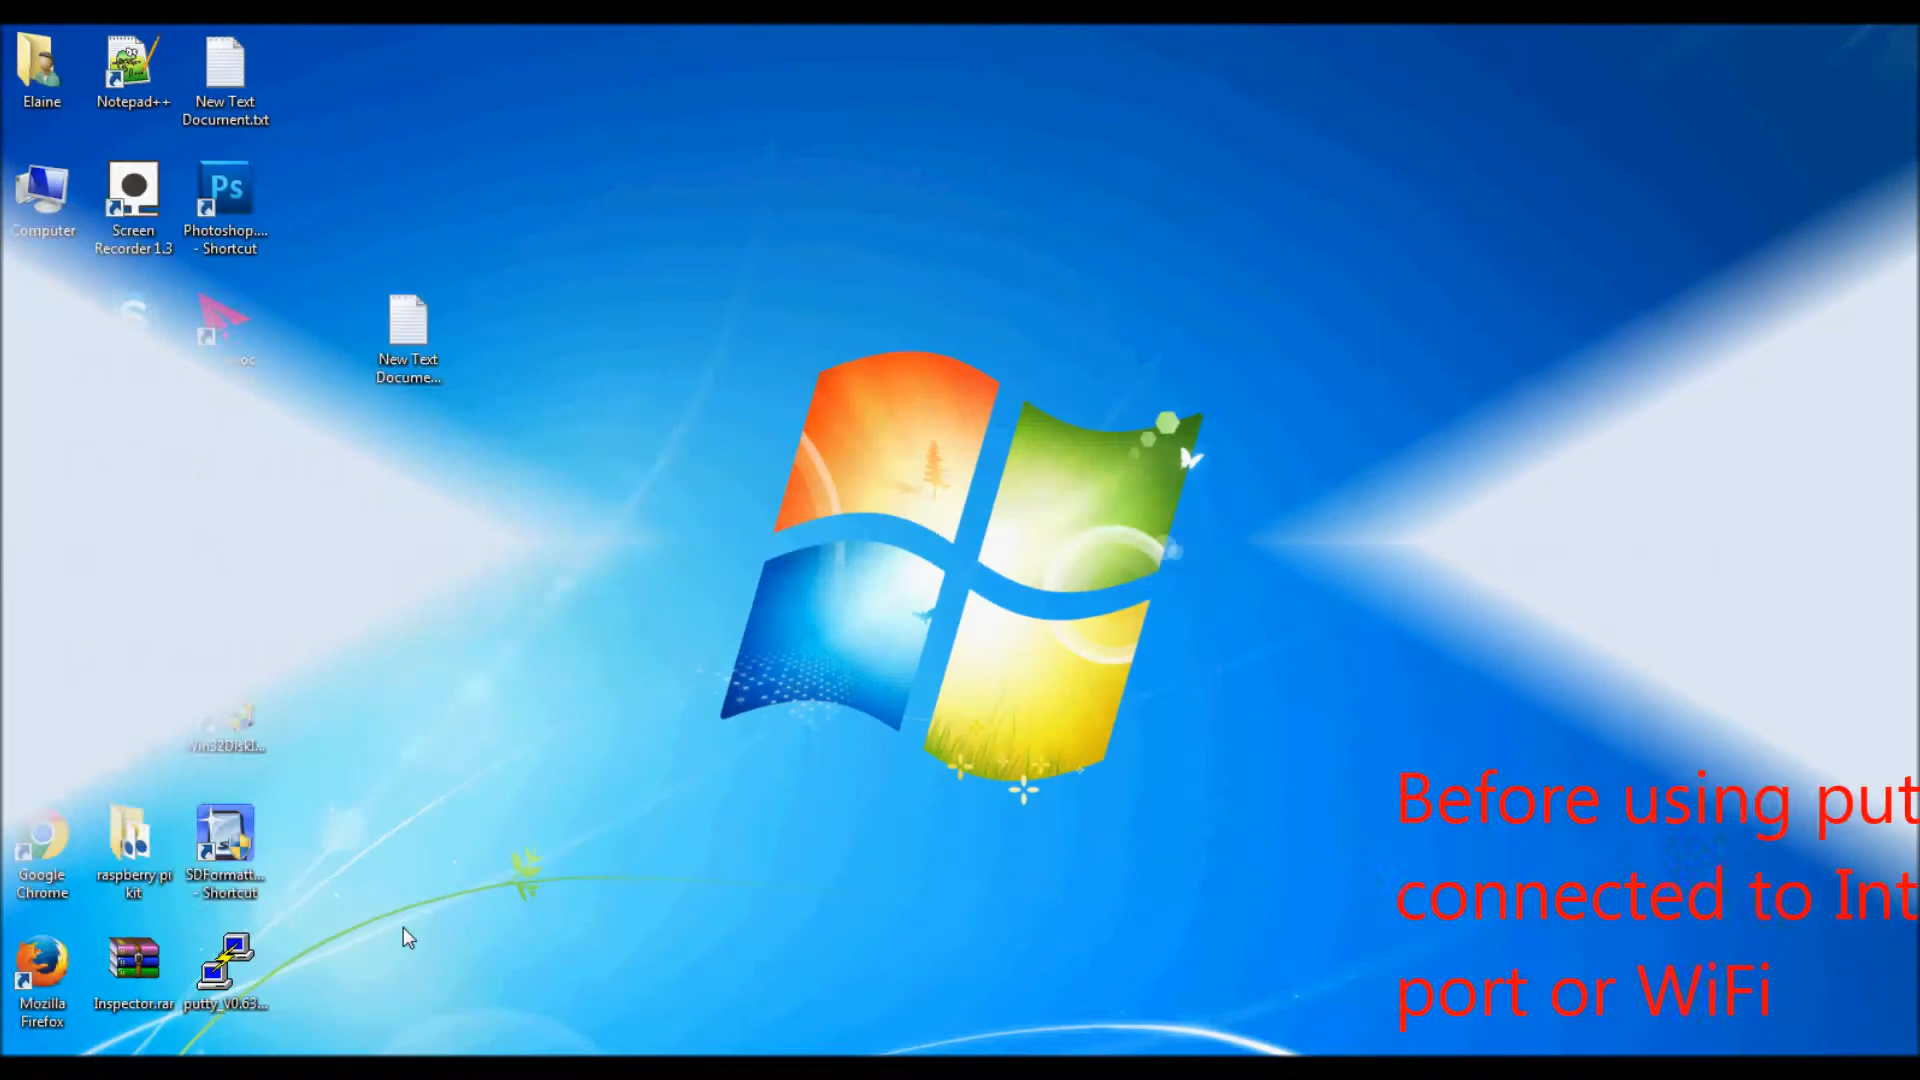 Elaine
Notepad++
New Text
Document.txt
Computer
Screen
Recorder 1.3
Ps
Photoshop....
- Shortcut
New Text
Docume...
Google
Chrome
raspberry pi
kit
SDFormatt...
- Shortcut
Mozilla
Firefox
Inspector.rar
putty_V0.63...
Before using put
connected to Int
port or WiFi